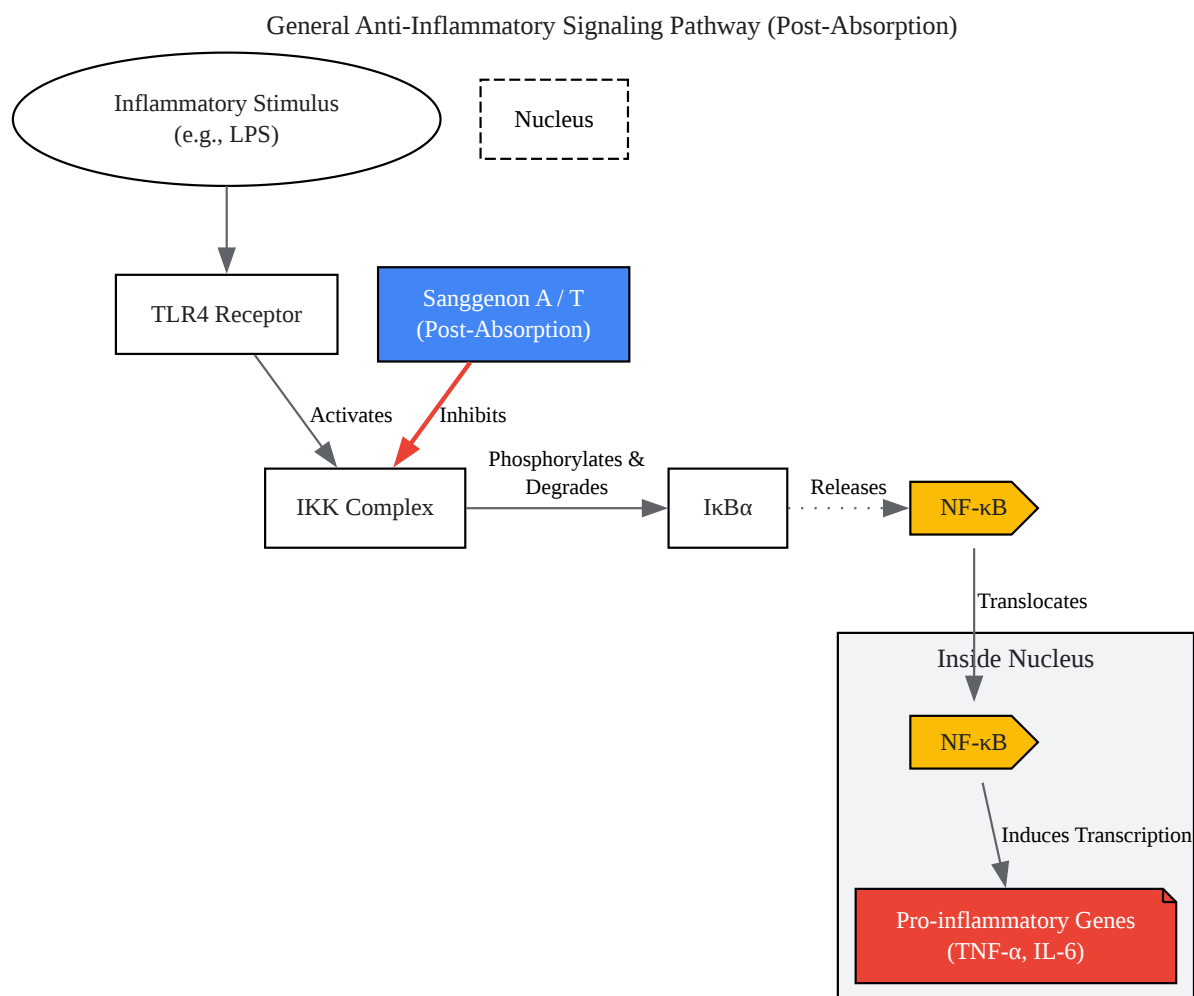 General Anti-Inflammatory Signaling Pathway (Post-Absorption)
Inflammatory Stimulus
(e.g., LPS)
Nucleus
TLR4 Receptor
Sanggenon A / T
(Post-Absorption)
Activates
Inhibits
IKK Complex
Phosphorylates &
Degrades
IκBα
Releases
NF-κB
Translocates
Inside Nucleus
NF-κB
Induces Transcription
Pro-inflammatory Genes
(TNF-α, IL-6)